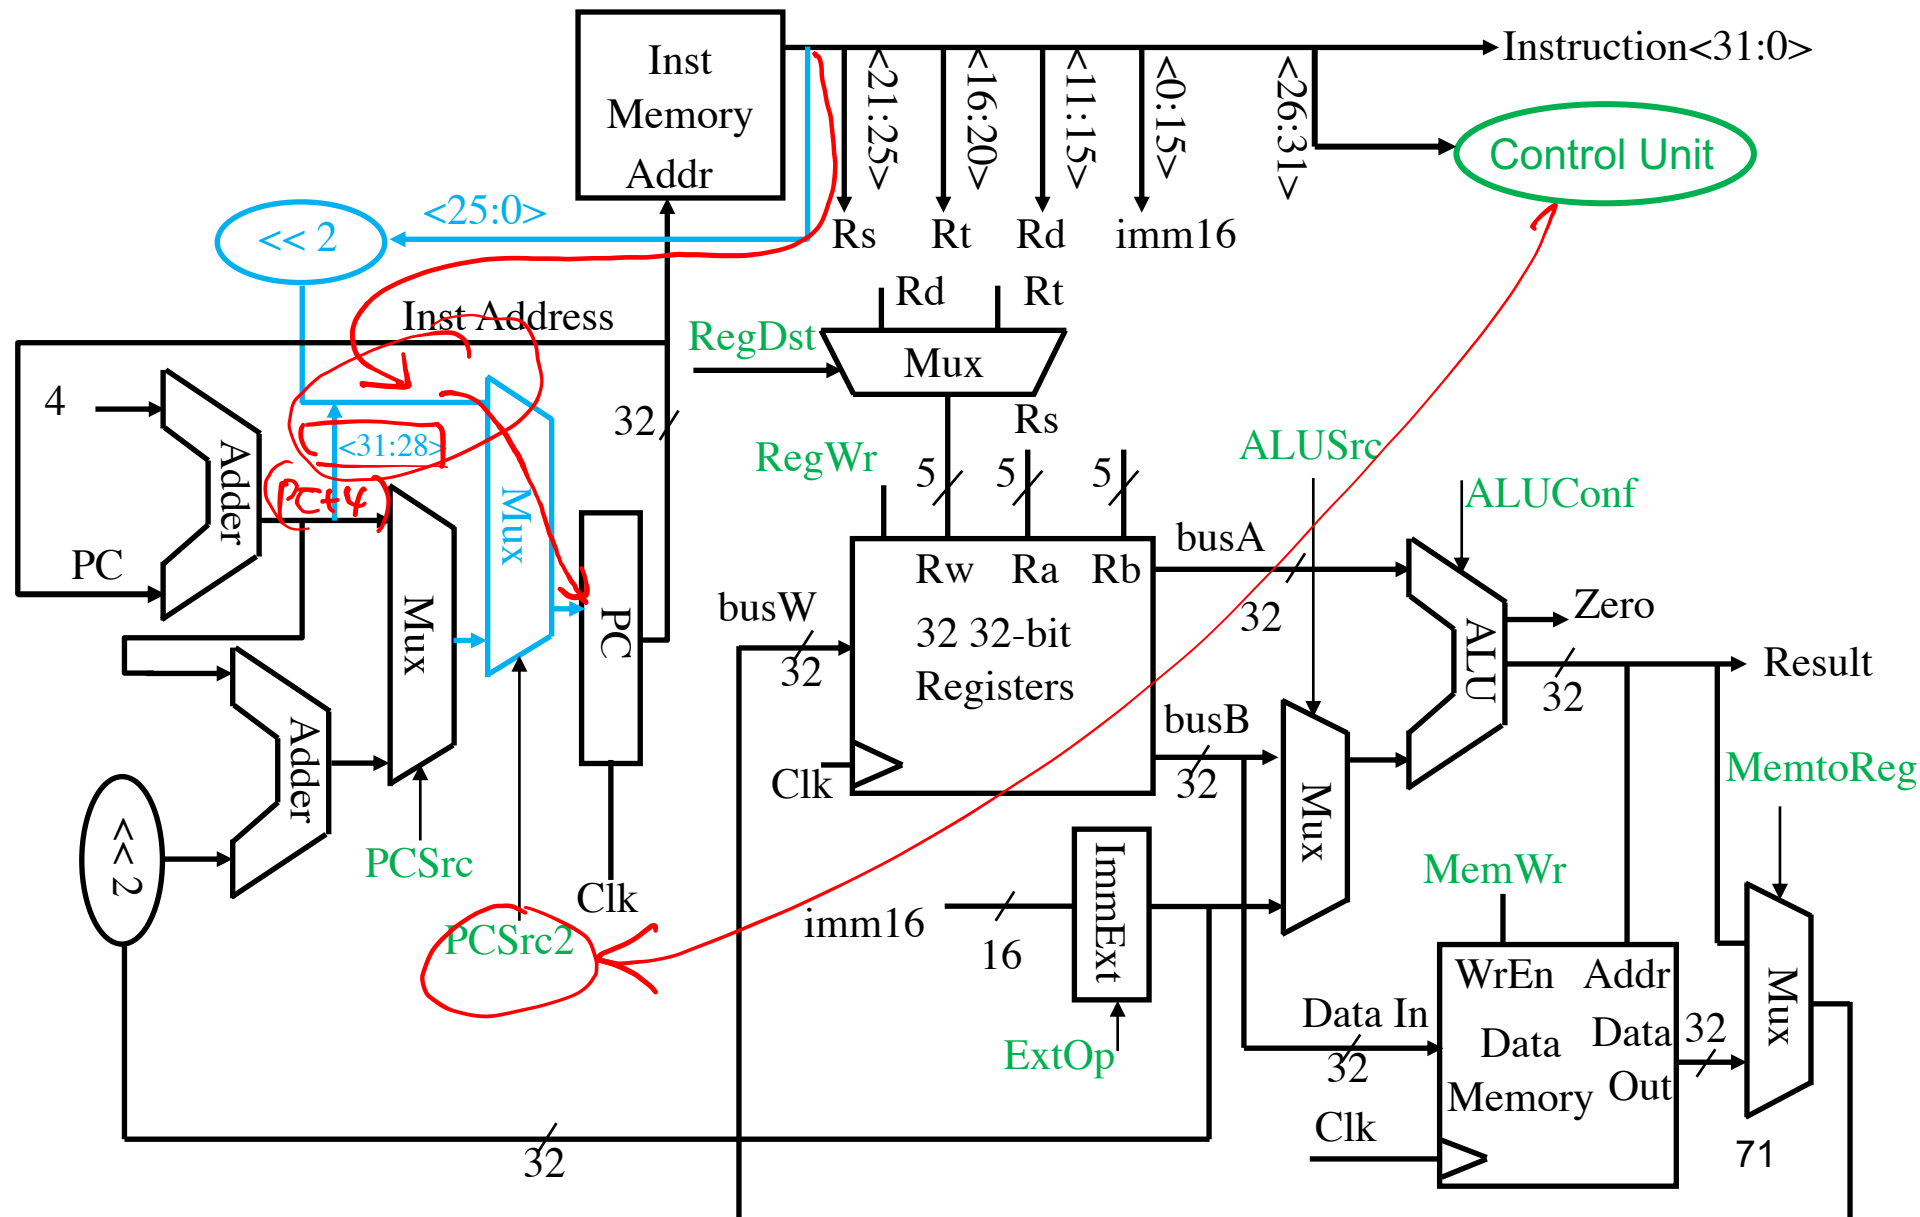 Inst
Memory
Addr
Instruction<31:0>
<21:25>
<16:20>
<11:15>
<0:15>
<26:31>
Control Unit
<< 2
<25:0>
Rs
Rt
Rd
imm16
Rd
Rt
Inst Address
RegDst
Mux
4
Adder
<31:28>
PC+4
PC
Mux
Mux
PC
32
Rs
RegWr
5
5
5
ALUSrc
ALUConf
busA
32
Rw
Ra
Rb
busW
32
32 32-bit
Registers
Clk
busB
32
Zero
ALU
32
Result
Adder
<< 2
PCSrc
PCSrc2
Clk
MemtoReg
Mux
imm16
16
ImmExt
ExtOp
MemWr
WrEn
Addr
Data In
32
Data
Memory
Data
Out
32
Mux
Clk
32
71